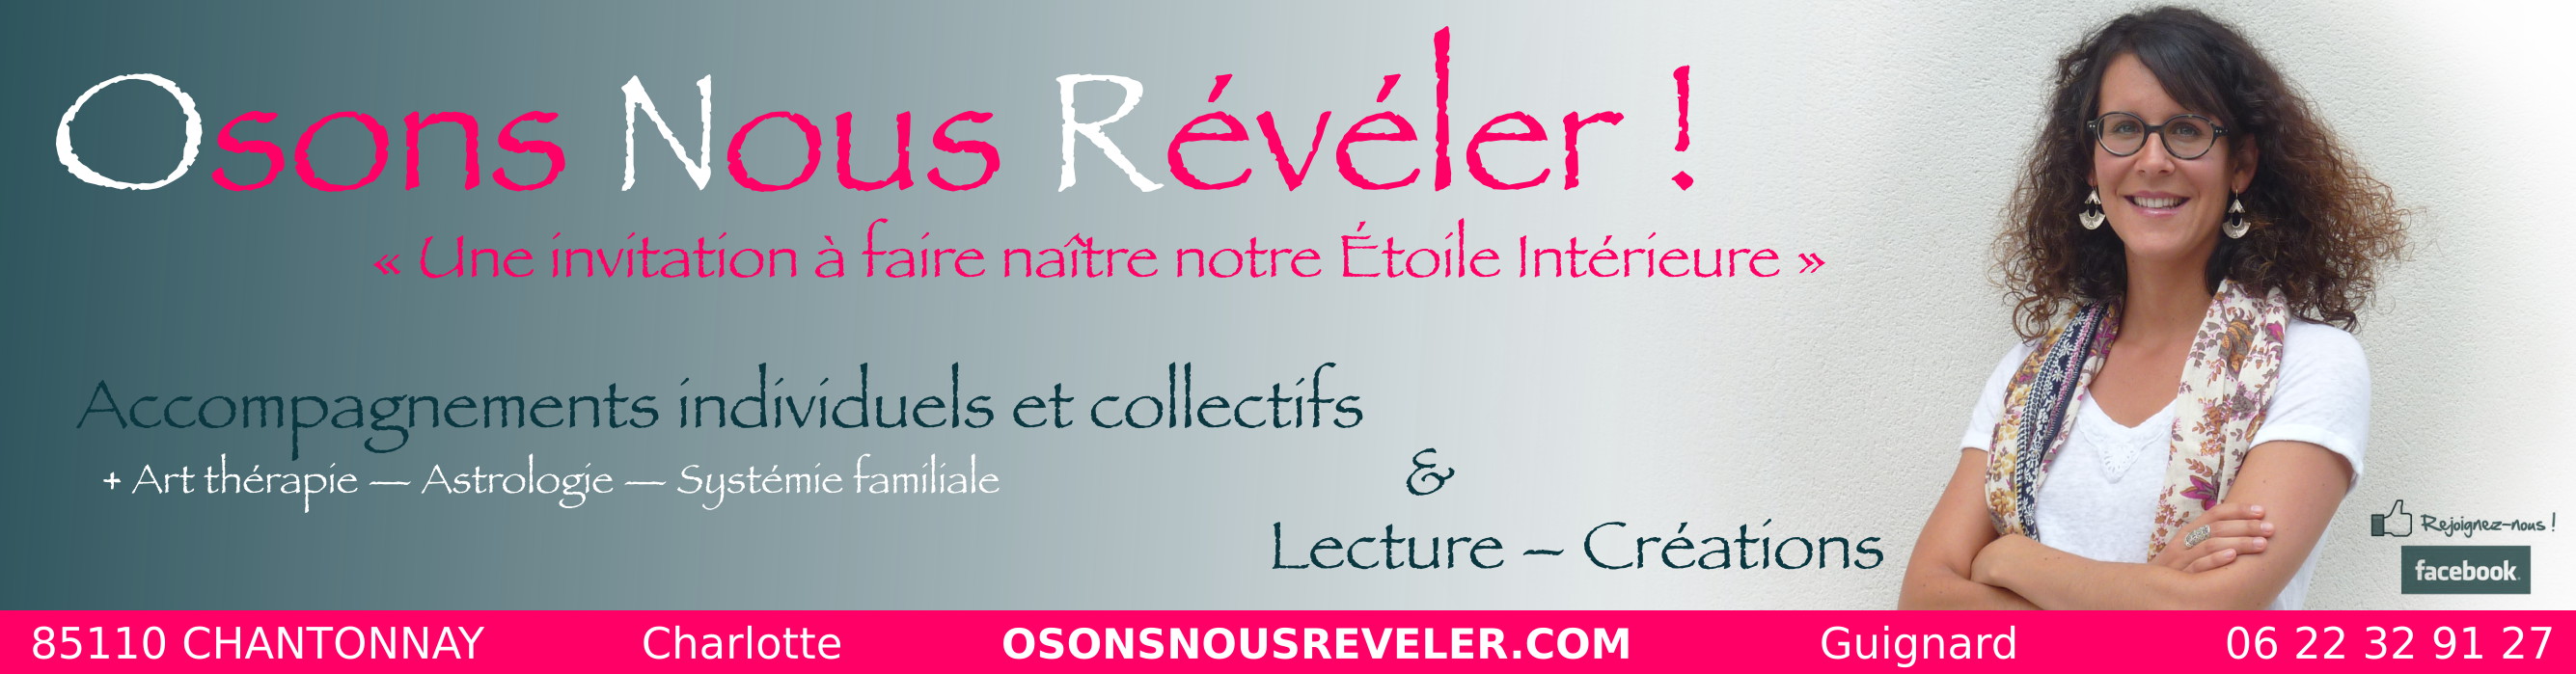 Osons Nous Révéler !
« Une invitation à faire naître notre Étoile Intérieure »
Accompagnements individuels et collectifs
+ Art thérapie — Astrologie — Systémie familiale
&
Lecture – Créations
Rejoignez-nous !
facebook
85110 CHANTONNAY Charlotte OSONSNOUSREVELER.COM Guignard 06 22 32 91 27